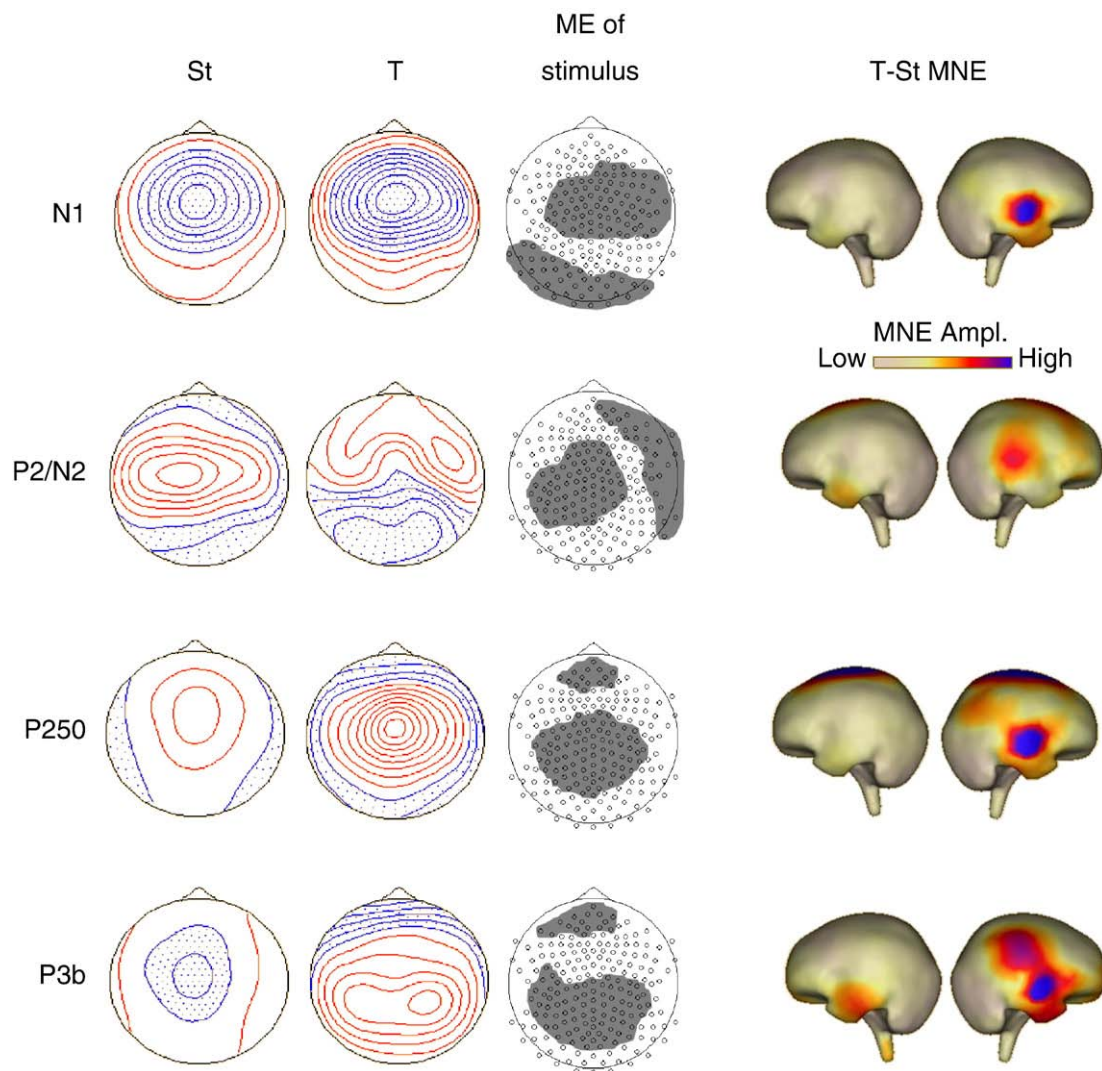 ME of
St T stimulus T-St MNE
N1
MNE Ampl.
Low High
P2/N2
P250
P3b